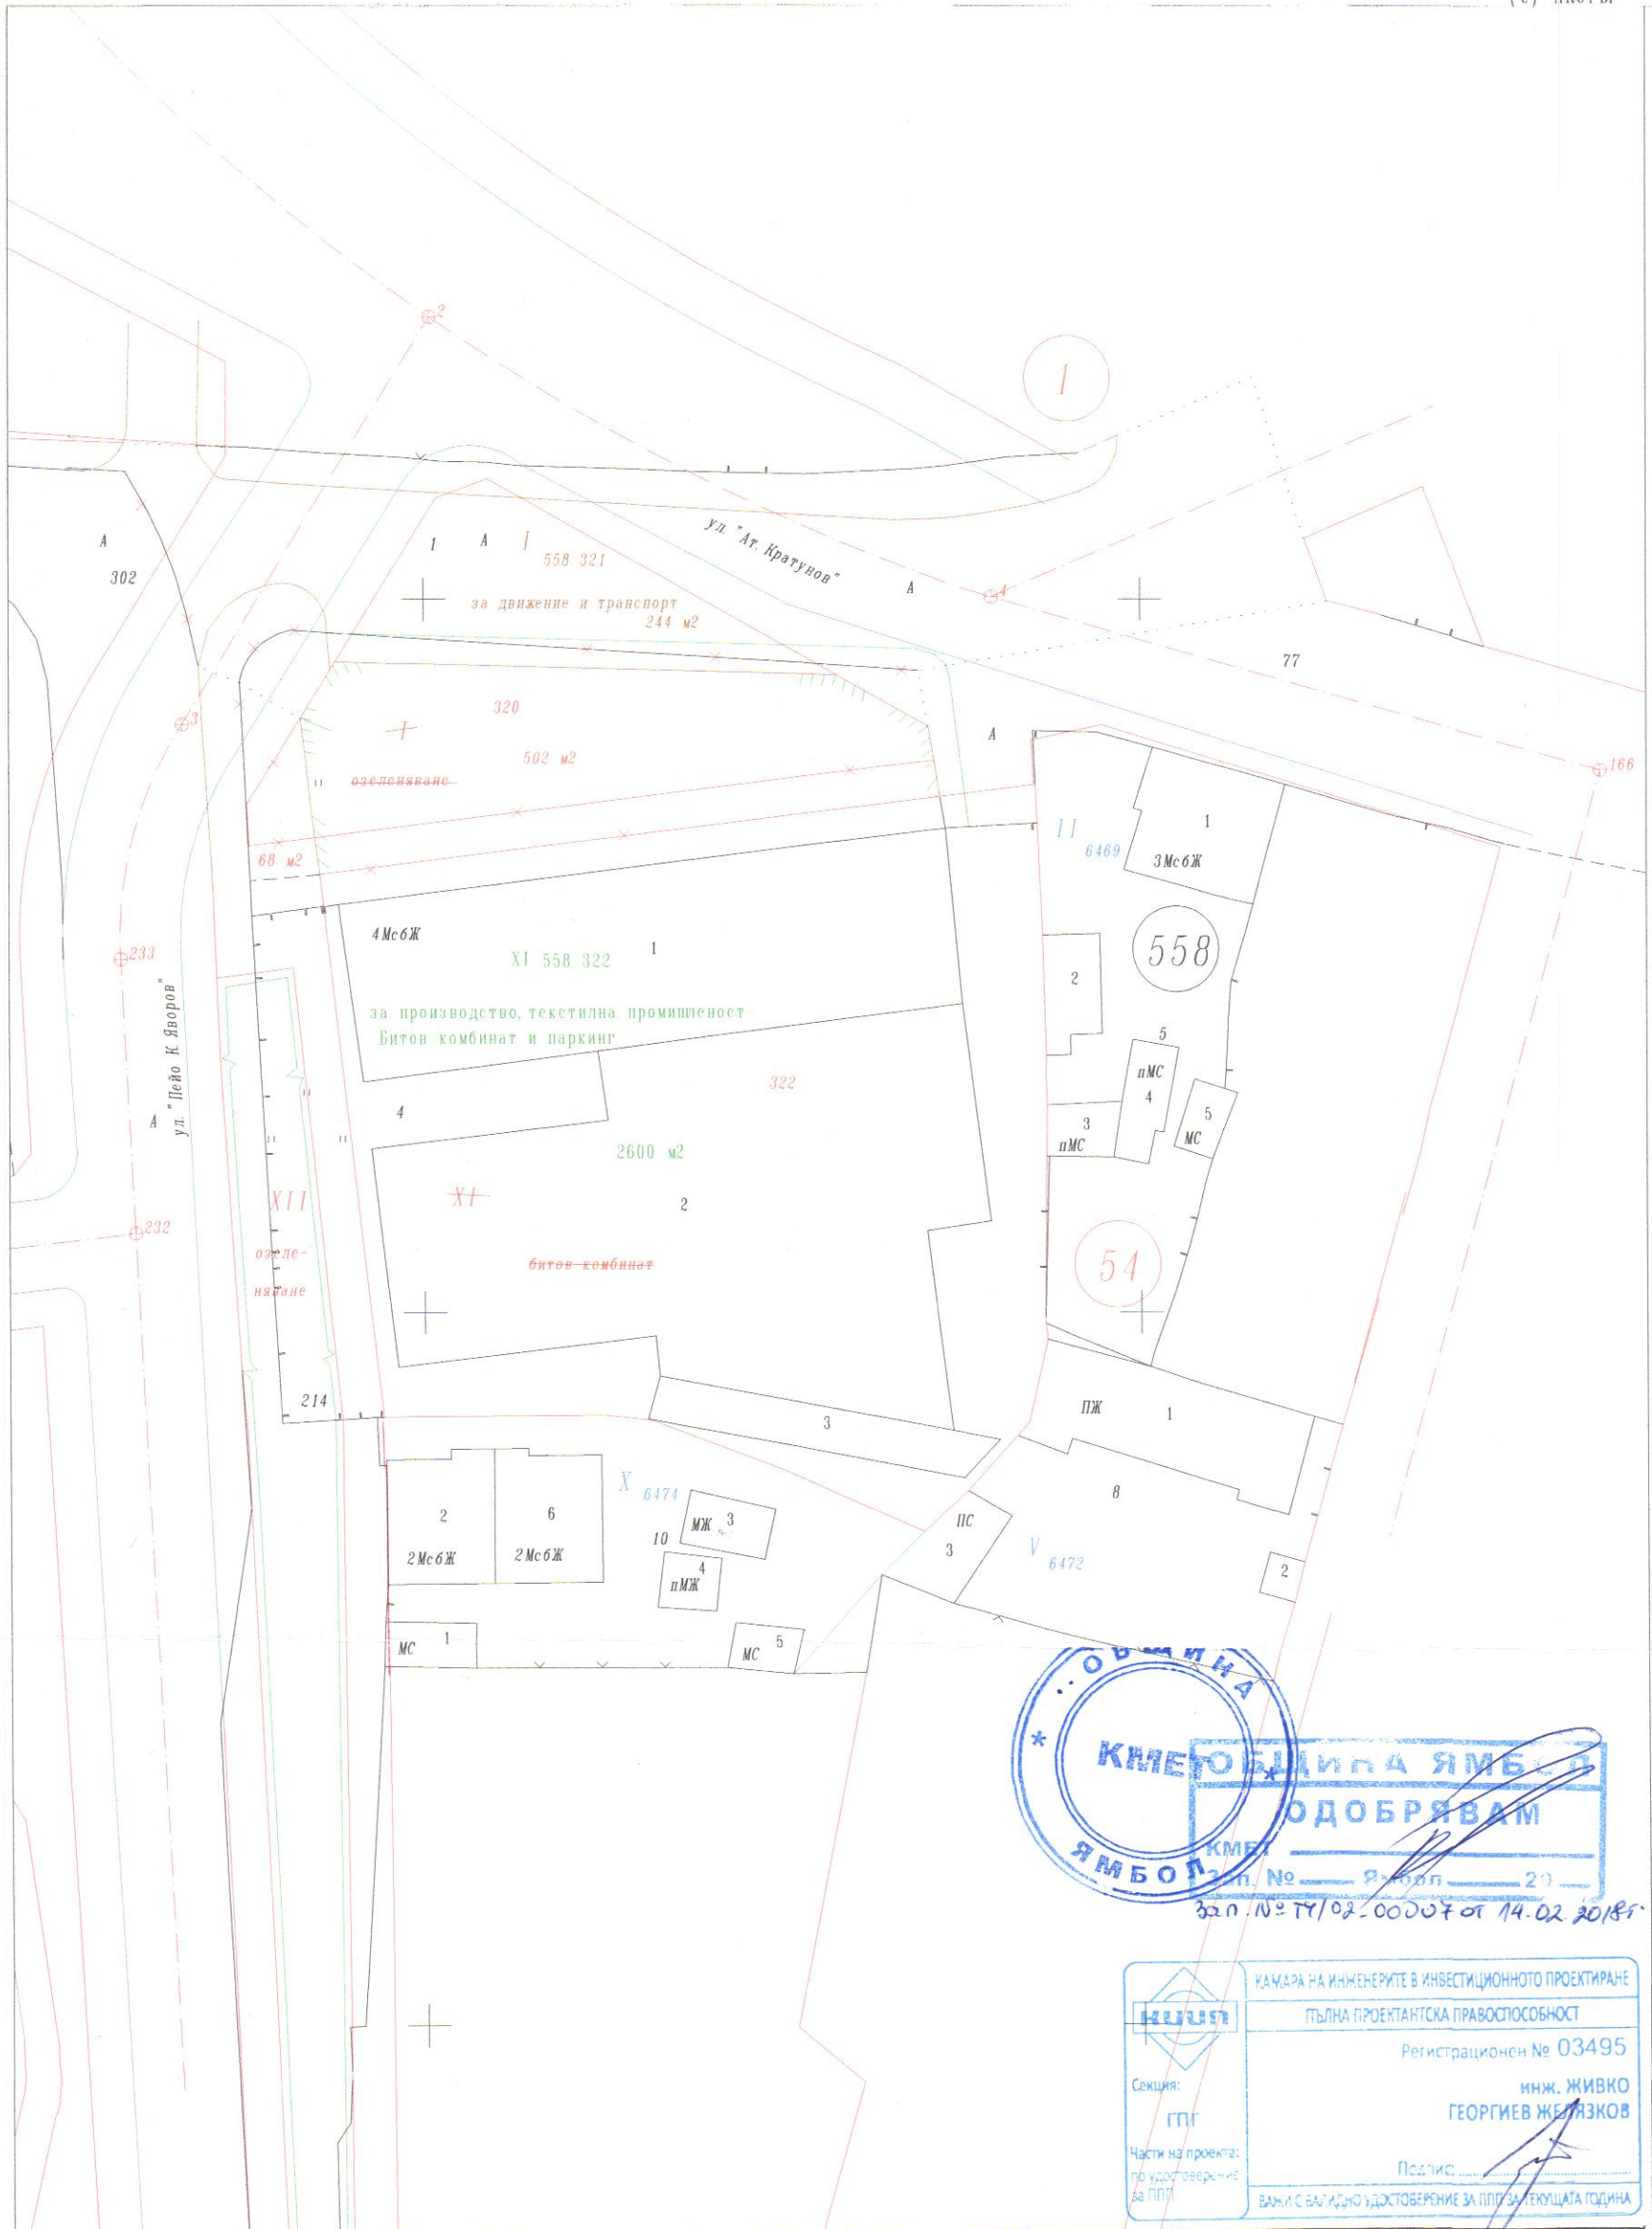 2
1
ул. "Ат. Кратунов"
А
302
1 А I
558.321
за движение и транспорт
244 м2
А
4
77
3
320
I
502 м2
озеленяване
А
166
68 м2
II
6469
1
3МсбЖ
4МсбЖ
XI 558.322
1
558
2
233
за производство, текстилна промишленост-
Битов комбинат и паркинг
ул. "Пейо К. Яворов"
А
322
5
пМС
4
4
3
пМС
5
МС
2600 м2
XII
XI
2
232
озеле-
няване
битов комбинат
54
214
3
ПЖ
1
X 6474
2
2МсбЖ
6
2МсбЖ
МЖ 3
10
4
пМЖ
8
ПС
3
V 6472
2
МС 1
МС 5
ОБЩИНА
КМЕТ
ЯМБОЛ
ОБЩИНА ЯМБОЛ
ОДОБРЯВАМ
КМЕТ
Зап. № Ямбол 20
Зап. № ТУ/02-00007 от 14.02.2018г.
КАМАРА НА ИНЖЕНЕРИТЕ В ИНВЕСТИЦИОННОТО ПРОЕКТИРАНЕ
КИИП
ПЪЛНА ПРОЕКТАНТСКА ПРАВОСПОСОБНОСТ
Регистрационен № 03495
Секция:
ГПГ
инж. ЖИВКО
ГЕОРГИЕВ ЖЕЛЯЗКОВ
Части на проекта:
по удостоверение
за ППП
Подпис:
ВАЖИ С ВАЛИДНО УДОСТОВЕРЕНИЕ ЗА ППП ЗА ТЕКУЩАТА ГОДИНА